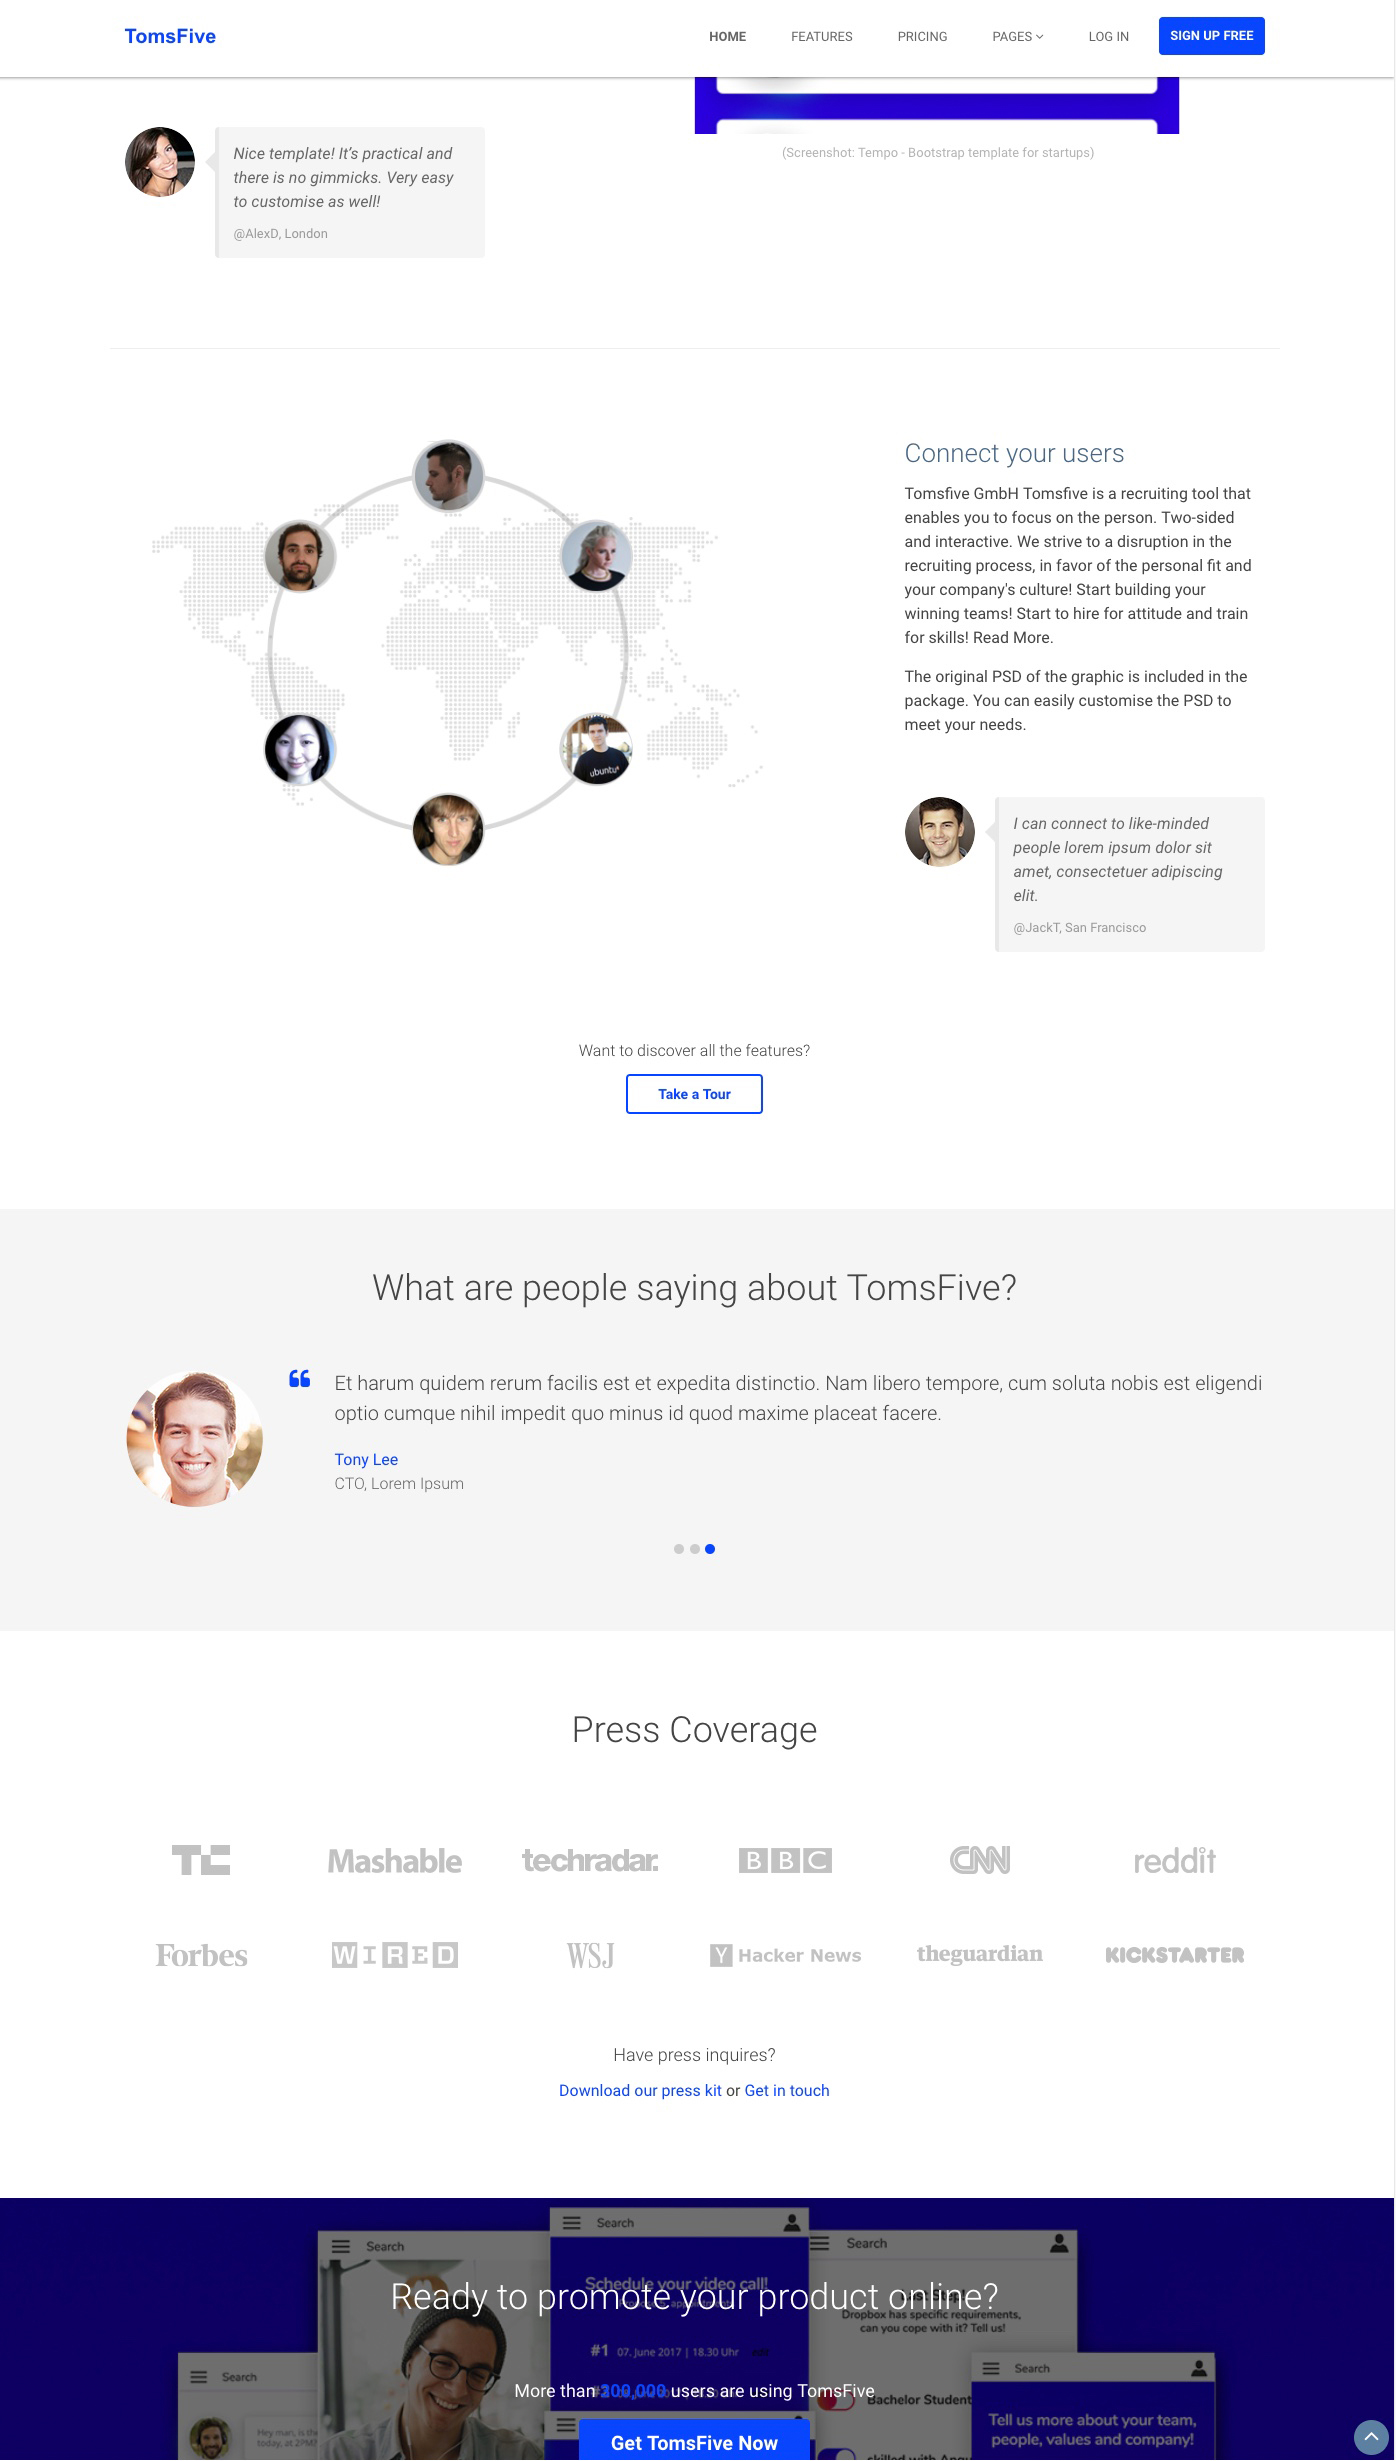 TomsFive
HOME
FEATURES
PRICING
PAGES
LOG IN
SIGN UP FREE
(Screenshot: Tempo - Bootstrap template for startups)
Nice template! It’s practical and
there is no gimmicks. Very easy
to customise as well!
@AlexD, London
ubuntu
Connect your users
Tomsfive GmbH Tomsfive is a recruiting tool that
enables you to focus on the person. Two-sided
and interactive. We strive to a disruption in the
recruiting process, in favor of the personal fit and
your company's culture! Start building your
winning teams! Start to hire for attitude and train
for skills! Read More.
The original PSD of the graphic is included in the
package. You can easily customise the PSD to
meet your needs.
I can connect to like-minded
people lorem ipsum dolor sit
amet, consectetuer adipiscing
elit.
@JackT, San Francisco
Want to discover all the features?
Take a Tour
What are people saying about TomsFive?
Et harum quidem rerum facilis est et expedita distinctio. Nam libero tempore, cum soluta nobis est eligendi
optio cumque nihil impedit quo minus id quod maxime placeat facere.
Tony Lee
CTO, Lorem Ipsum
Press Coverage
TC
Mashable
techradar.
BBC
CNN
reddit
Forbes
WIRED
WSJ
Y Hacker News
theguardian
KICKSTARTER
Have press inquires?
Download our press kit or Get in touch
Search
Search
Search
Schedule your video call!
Ready to promote your product online?
Dropbox has specific requirements,
can you cope with it? Tell us!
#1 07. June 2017 | 18.30 Uhr
Search
Search
More than 200,000 users are using TomsFive
Bachelor Student
Tell us more about your team,
people, values and company!
Hey man, is the
today, at 2PM?
Get TomsFive Now
skilled with